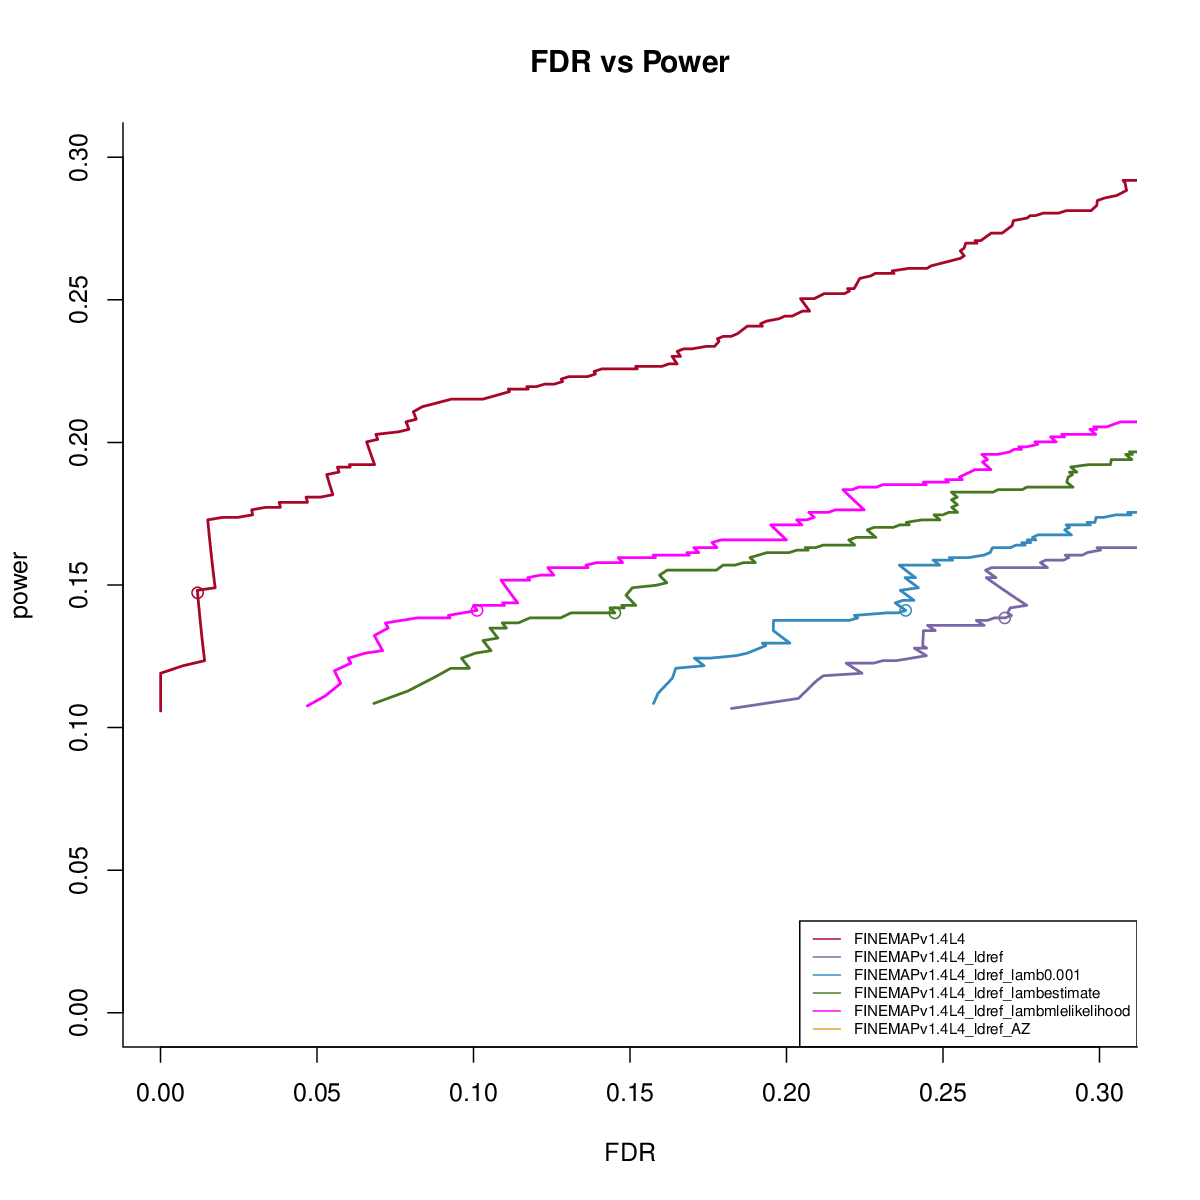 FDR vs Power
power
0.30
0.25
0.20
0.15
0.10
0.05
0.00
FINEMAPv1.4L4
FINEMAPv1.4L4_ldref
FINEMAPv1.4L4_ldref_lamb0.001
FINEMAPv1.4L4_ldref_lambestimate
FINEMAPv1.4L4_ldref_lambmlelikelihood
FINEMAPv1.4L4_ldref_AZ
0.00 0.05 0.10 0.15 0.20 0.25 0.30
FDR